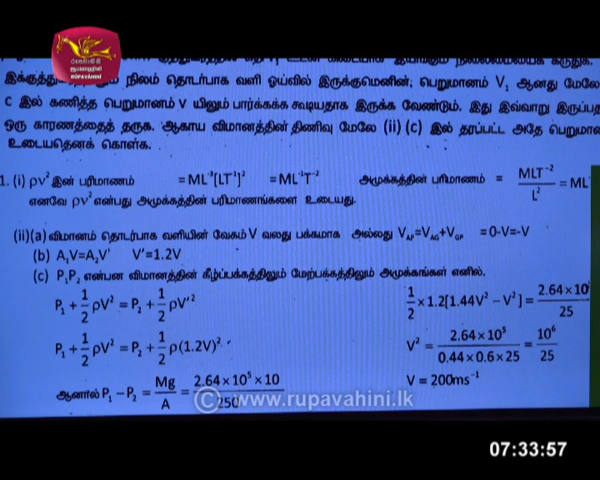 இக்குத்து நிலம் தொடர்பாக வளி ஓய்வில் இருக்குமெனின், பெறுமானம் V₁ ஆனது மேலே
C இல் கணித்த பெறுமானம் v யிலும் பார்க்கக்க கூடியதாக இருக்க வேண்டும். இது இவ்வாறு இருப்பத
ஒரு காரணத்தைத் தருக. ஆகாய விமானத்தின் திணிவு மேலே (ii) (c) இல் தரப்பட்ட அதே பெறுமான
உடையதெனக் கொள்க.
1. (i) ρv² இன் பரிமாணம் = ML⁻³[LT⁻¹]² = ML⁻¹T⁻² அமுக்கத்தின் பரிமாணம் = MLT⁻²/L² = ML
எனவே ρv² என்பது அமுக்கத்தின் பரிமாணங்களை உடையது.
(ii)(a) விமானம் தொடர்பாக வளியின் வேகம் V வலது பக்கமாக அல்லது V_AP=V_AG+V_GP =0-V=-V
(b) A₁V=A₂V' V'=1.2V
(c) P₁P₂ என்பன விமானத்தின் கீழ்ப்பக்கத்திலும் மேற்பக்கத்திலும் அமுக்கங்கள் எனில்.
P₁ + 1/2 ρV² = P₂ + 1/2 ρV'² 1/2 × 1.2[1.44V² – V²] = 2.64 × 10/25
P₁ + 1/2 ρV² = P₂ + 1/2 ρ(1.2V)² V² = 2.64 × 10⁵/0.44 × 0.6 × 25 = 10⁶/25
ஆனால் P₁ – P₂ = Mg/A = 2.64 × 10⁵ × 10/250 V = 200ms⁻¹
©www.rupavahini.lk
RUPAVAHINI
07:33:57